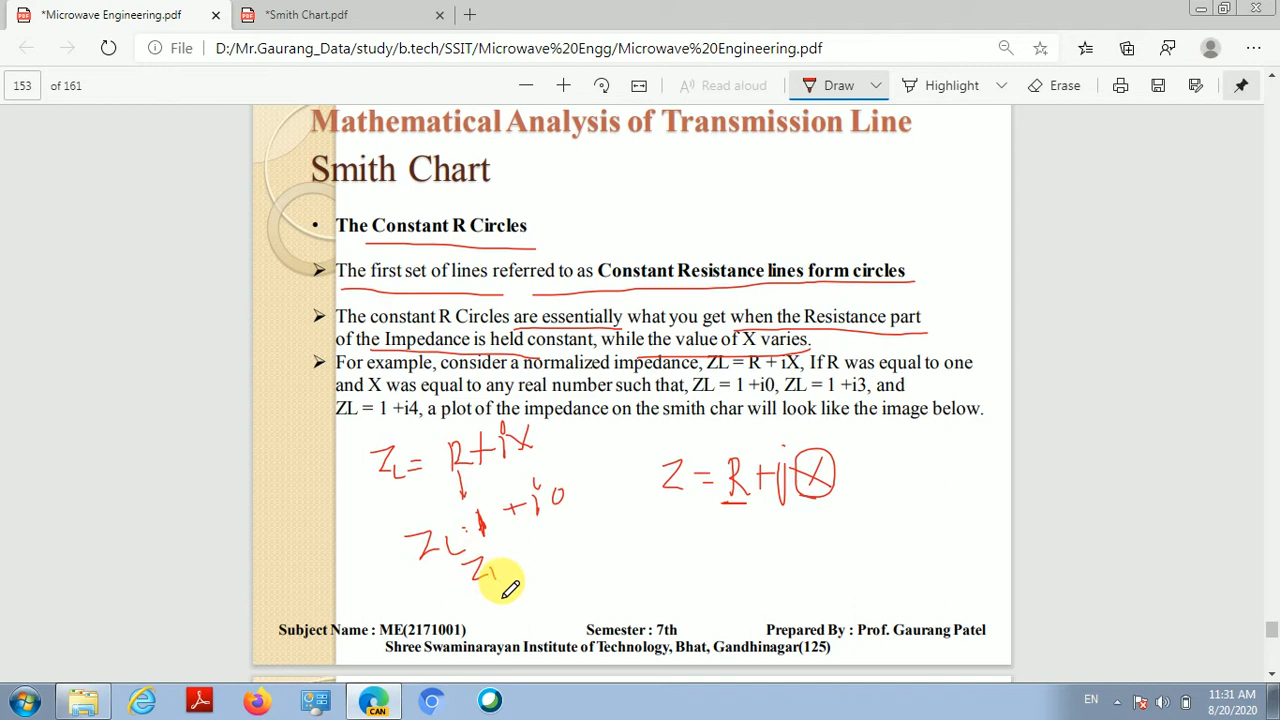 *Microwave Engineering.pdf
*Smith Chart.pdf
File D:/Mr.Gaurang_Data/study/b.tech/SSIT/Microwave%20Engg/Microwave%20Engineering.pdf
153 of 161
Read aloud
Draw
Highlight
Erase
Mathematical Analysis of Transmission Line
Smith Chart
• The Constant R Circles
➢ The first set of lines referred to as Constant Resistance lines form circles
➢ The constant R Circles are essentially what you get when the Resistance part
of the Impedance is held constant, while the value of X varies.
➢ For example, consider a normalized impedance, ZL = R + iX, If R was equal to one
and X was equal to any real number such that, ZL = 1 +i0, ZL = 1 +i3, and
ZL = 1 +i4, a plot of the impedance on the smith char will look like the image below.
ZL = R+iX
Z = R+jX
ZL = 1 +i0
Subject Name : ME(2171001) Semester : 7th Prepared By : Prof. Gaurang Patel
Shree Swaminarayan Institute of Technology, Bhat, Gandhinagar(125)
CAN
EN
11:31 AM
8/20/2020